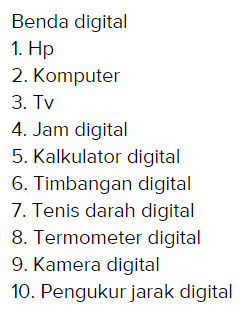 Benda digital
1. Hp
2. Komputer
3. Tv
4. Jam digital
5. Kalkulator digital
6. Timbangan digital
7. Tenis darah digital
8. Termometer digital
9. Kamera digital
10. Pengukur jarak digital